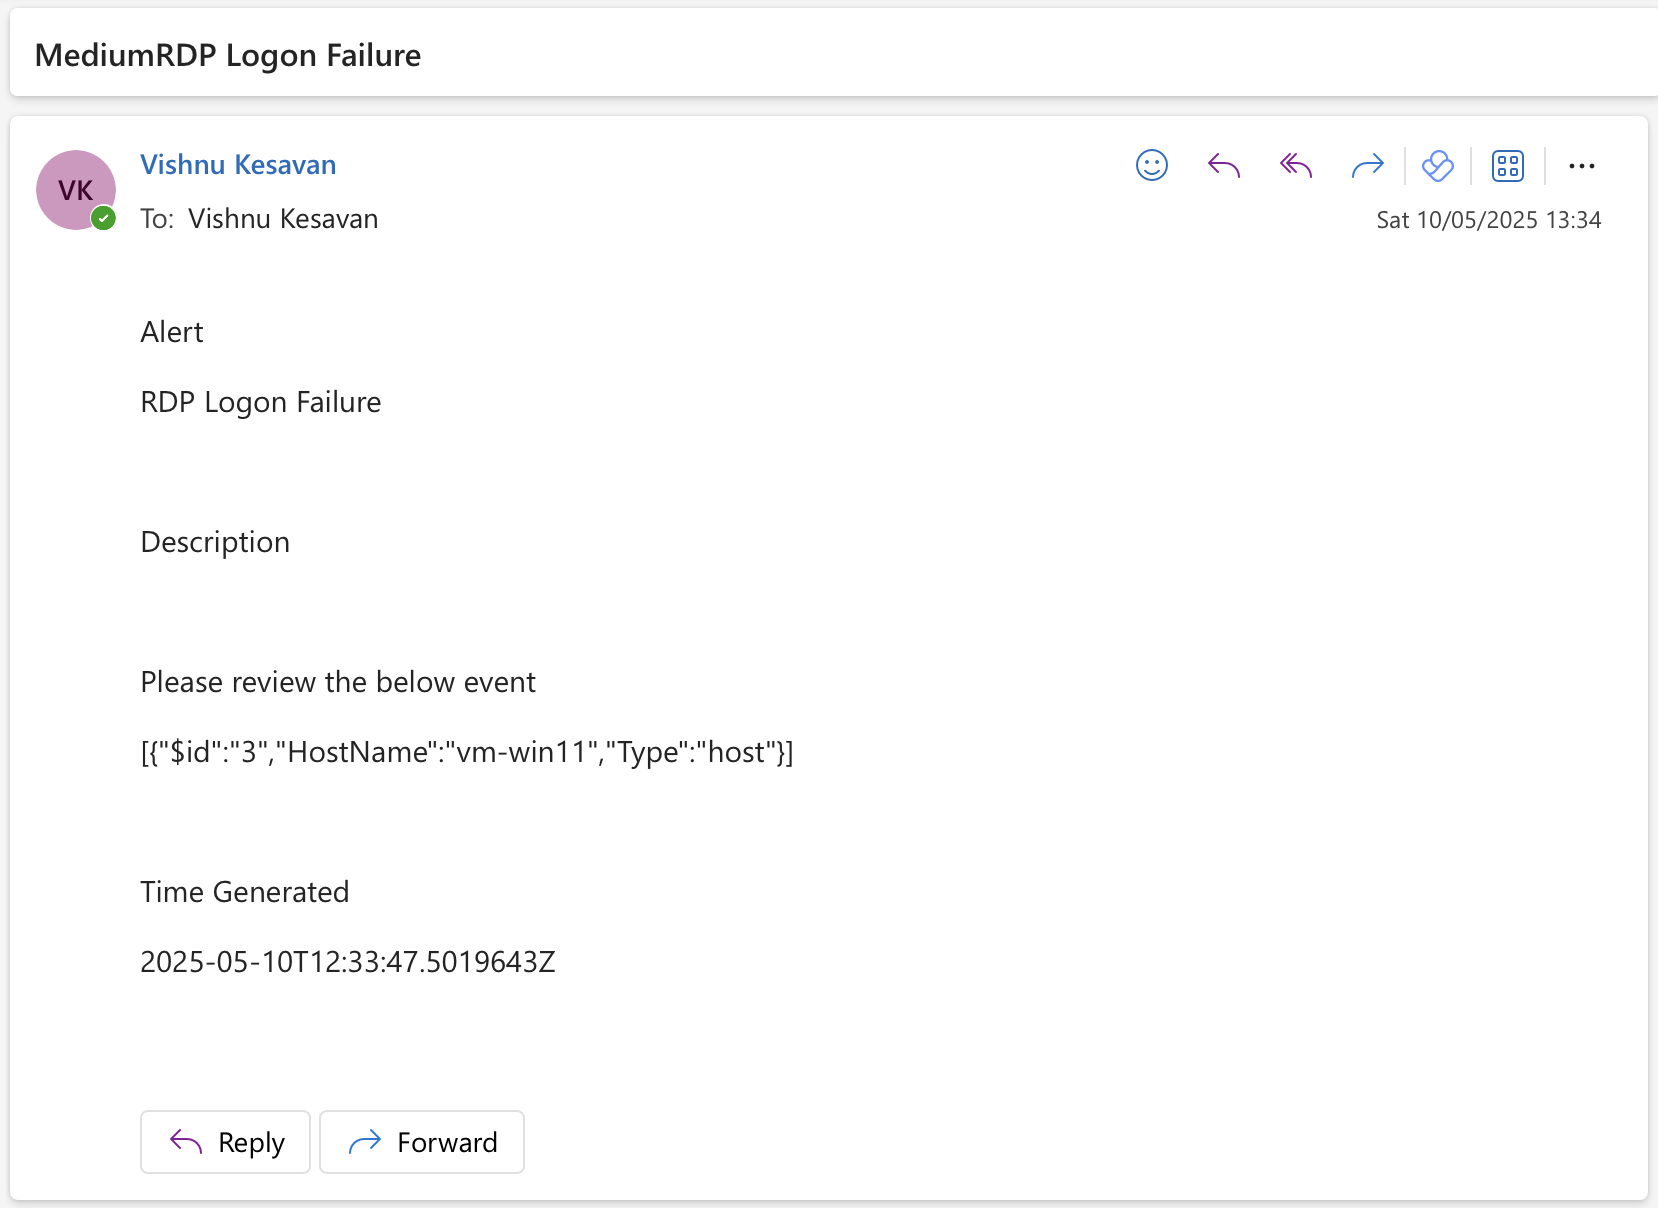 MediumRDP Logon Failure
VK
Vishnu Kesavan
To: Vishnu Kesavan
Sat 10/05/2025 13:34
Alert
RDP Logon Failure
Description
Please review the below event
[{"$id":"3","HostName":"vm-win11","Type":"host"}]
Time Generated
2025-05-10T12:33:47.5019643Z
Reply
Forward